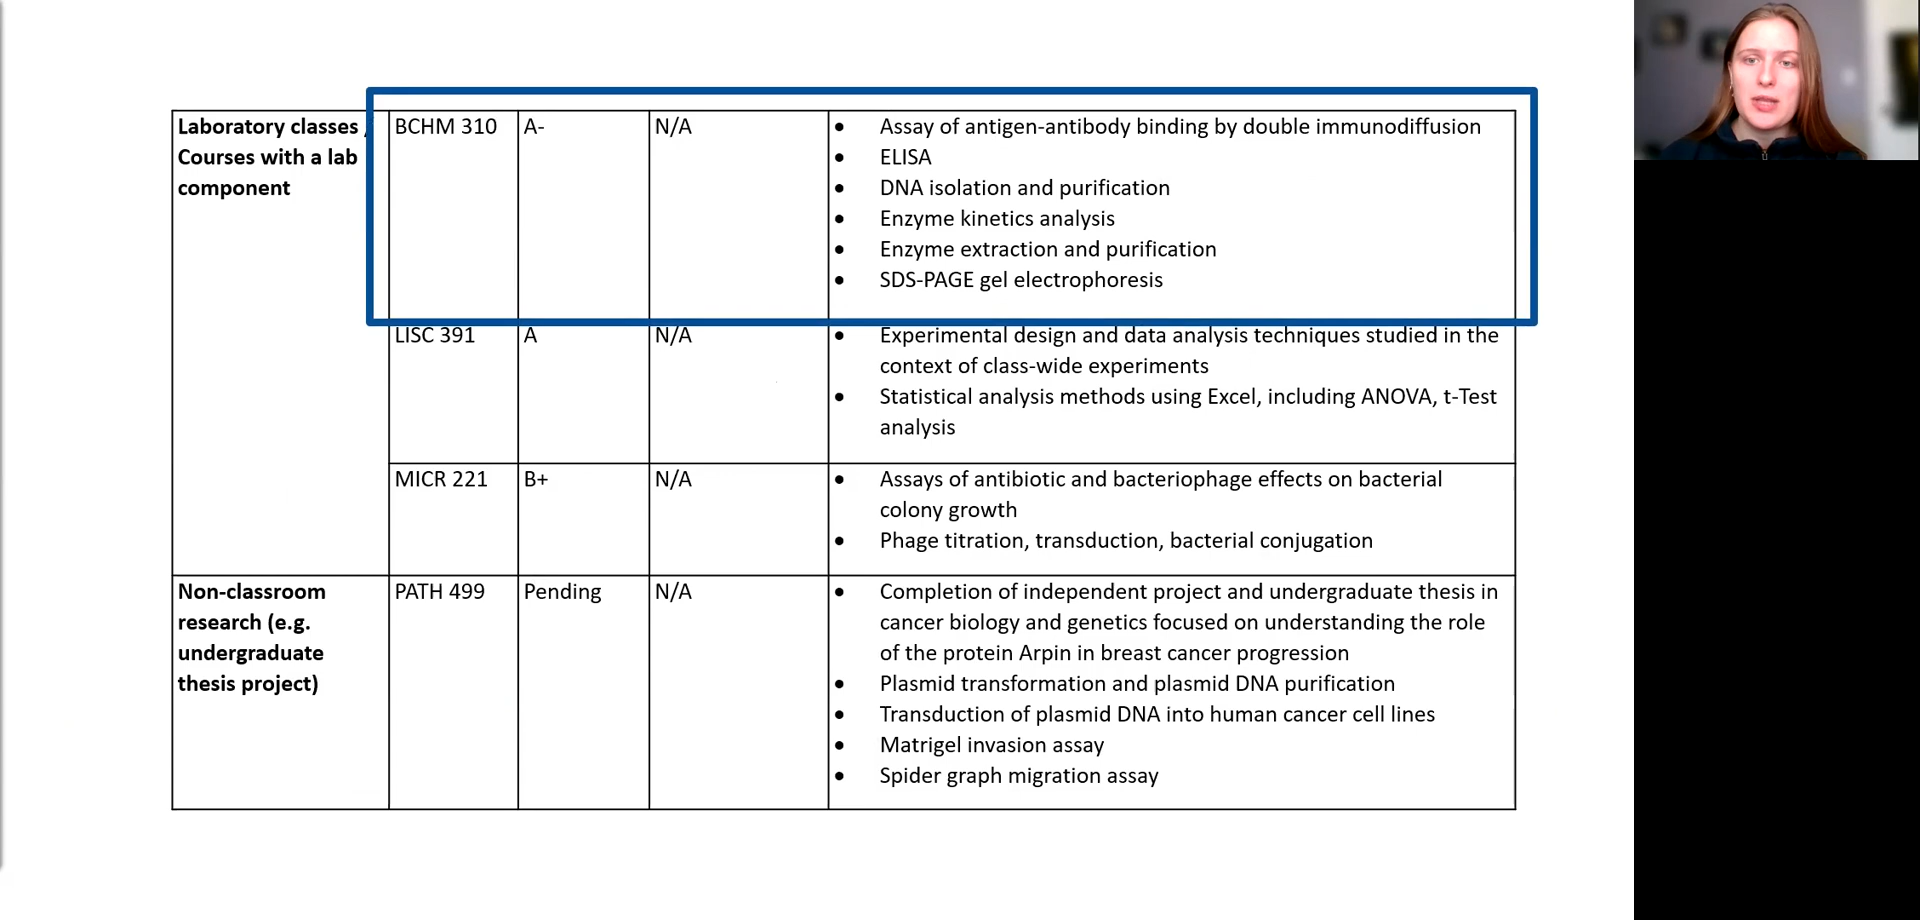 Laboratory classes /
Courses with a lab
component
BCHM 310
A-
N/A
• Assay of antigen-antibody binding by double immunodiffusion
• ELISA
• DNA isolation and purification
• Enzyme kinetics analysis
• Enzyme extraction and purification
• SDS-PAGE gel electrophoresis
LISC 391
A
N/A
• Experimental design and data analysis techniques studied in the
context of class-wide experiments
• Statistical analysis methods using Excel, including ANOVA, t-Test
analysis
MICR 221
B+
N/A
• Assays of antibiotic and bacteriophage effects on bacterial
colony growth
• Phage titration, transduction, bacterial conjugation
Non-classroom
research (e.g.
undergraduate
thesis project)
PATH 499
Pending
N/A
• Completion of independent project and undergraduate thesis in
cancer biology and genetics focused on understanding the role
of the protein Arpin in breast cancer progression
• Plasmid transformation and plasmid DNA purification
• Transduction of plasmid DNA into human cancer cell lines
• Matrigel invasion assay
• Spider graph migration assay